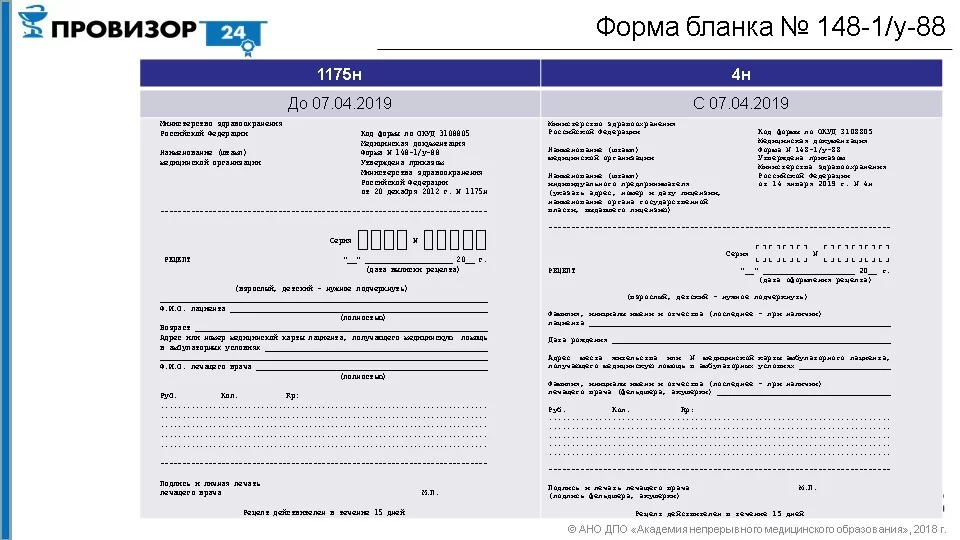 ПРОВИЗОР 24
Форма бланка № 148-1/у-88
1175н
4н
До 07.04.2019
С 07.04.2019
Министерство здравоохранения
Российской Федерации Код формы по ОКУД 3108805
Медицинская документация
Наименование (штамп) Форма N 148-1/у-88
медицинской организации Утверждена приказом
Министерства здравоохранения
Российской Федерации
от 20 декабря 2012 г. N 1175н
Серия N
РЕЦЕПТ "__" ____________________ 20__ г.
(дата выписки рецепта)
(взрослый, детский - нужное подчеркнуть)
Ф.И.О. пациента
(полностью)
Возраст
Адрес или номер медицинской карты пациента, получающего медицинскую помощь
в амбулаторных условиях
Ф.И.О. лечащего врача
(полностью)
Руб. Коп. Rp:
Подпись и личная печать
лечащего врача М.П.
Рецепт действителен в течение 15 дней
Министерство здравоохранения
Российской Федерации Код формы по ОКУД 3108805
Медицинская документация
Наименование (штамп) Форма N 148-1/у-88
медицинской организации Утверждена приказом
Министерства здравоохранения
Наименование (штамп) Российской Федерации
индивидуального предпринимателя от 14 января 2019 г. N 4н
(указать адрес, номер и дату лицензии,
наименование органа государственной
власти, выдавшего лицензию)
Серия N
РЕЦЕПТ "__" ____________________ 20__ г.
(дата оформления рецепта)
(взрослый, детский - нужное подчеркнуть)
Фамилия, инициалы имени и отчества (последнее - при наличии)
пациента
Дата рождения
Адрес места жительства или N медицинской карты амбулаторного пациента,
получающего медицинскую помощь в амбулаторных условиях
Фамилия, инициалы имени и отчества (последнее - при наличии)
лечащего врача (фельдшера, акушерки)
Руб. Коп. Rp:
Подпись и печать лечащего врача М.П.
(подпись фельдшера, акушерки)
Рецепт действителен в течение 15 дней
© АНО ДПО «Академия непрерывного медицинского образования», 2018 г.